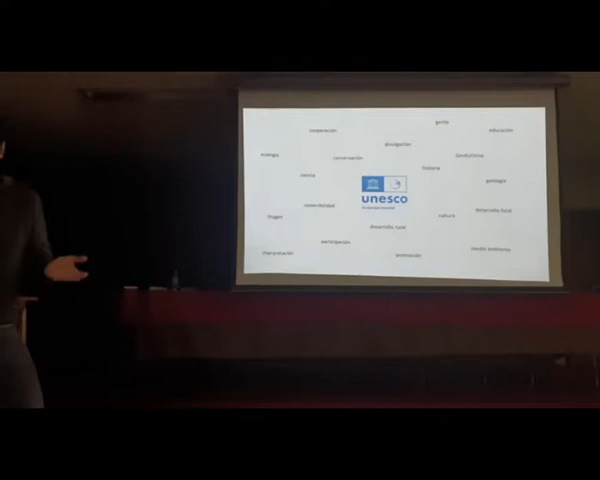 gente
cooperación
educación
divulgación
ecología
conservación
Geoturismo
historia
ciencia
geología
unesco
sostenibilidad
desarrollo local
imagen
cultura
desarrollo rural
participación
medio ambiente
interpretación
promoción